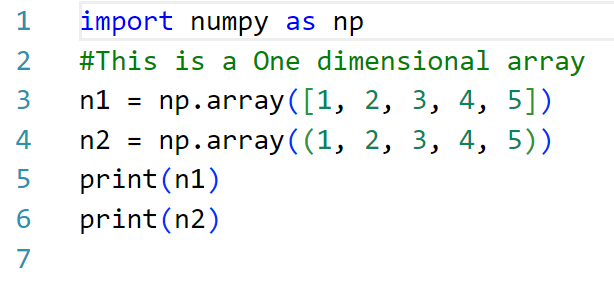 1 import numpy as np
2 #This is a One dimensional array
3 n1 = np.array([1, 2, 3, 4, 5])
4 n2 = np.array((1, 2, 3, 4, 5))
5 print(n1)
6 print(n2)
7